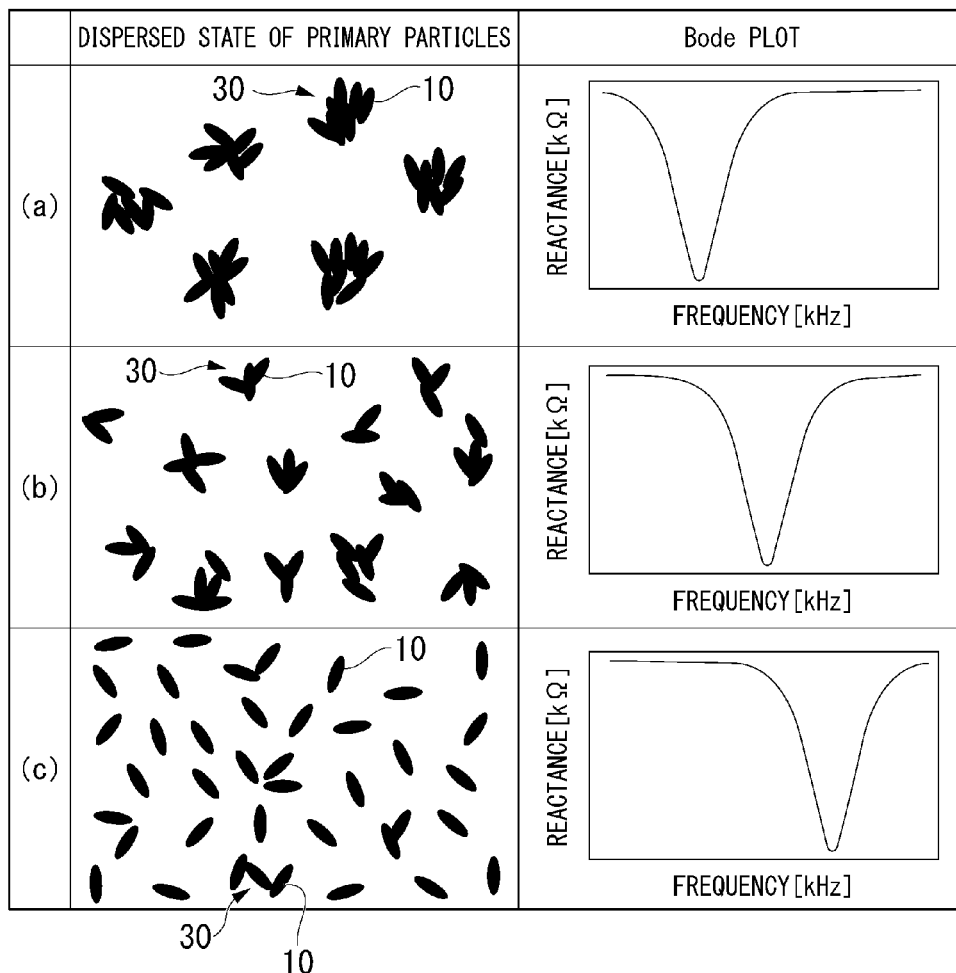 DISPERSED STATE OF PRIMARY PARTICLES
Bode PLOT
(a)
30
10
REACTANCE[kΩ]
FREQUENCY[kHz]
(b)
30
10
REACTANCE[kΩ]
FREQUENCY[kHz]
(c)
10
30
10
REACTANCE[kΩ]
FREQUENCY[kHz]